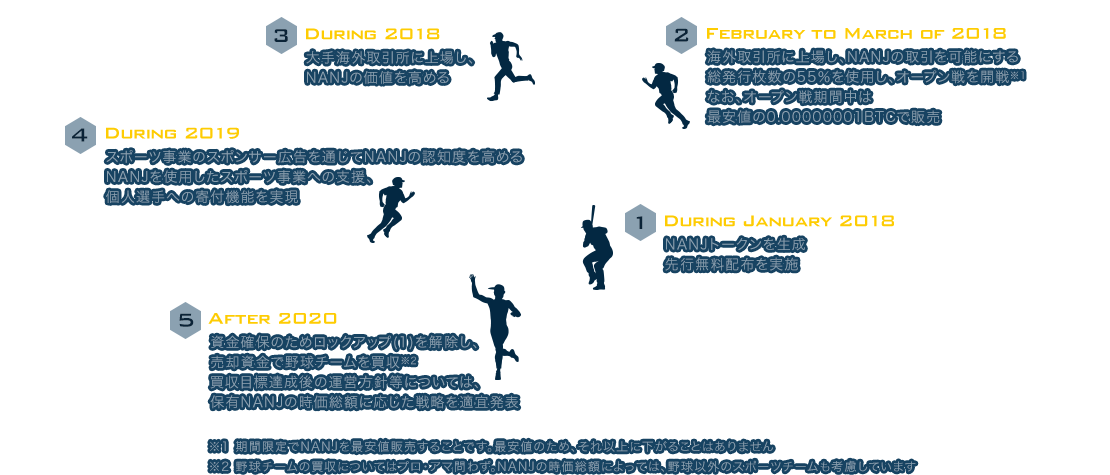 3 During 2018
大手海外取引所に上場し、
NANJの価値を高める
2 February to March of 2018
海外取引所に上場し、NANJの取引を可能にする
総発行枚数の55%を使用し、オープン戦を開戦※1
なお、オープン戦期間中は
最安値の0.00000001BTCで販売
4 During 2019
スポーツ事業のスポンサー広告を通じてNANJの認知度を高める
NANJを使用したスポーツ事業への支援、
個人選手への寄付機能を実現
1 During January 2018
NANJトークンを生成
先行無料配布を実施
5 After 2020
資金確保のためロックアップ(1)を解除し、
売却資金で野球チームを買収※2
買収目標達成後の運営方針等については、
保有NANJの時価総額に応じた戦略を適宜発表
※1 期間限定でNANJを最安値販売することです。最安値のため、それ以上に下がることはありません
※2 野球チームの買収についてはプロ・アマ問わず。NANJの時価総額によっては、野球以外のスポーツチームも考慮しています